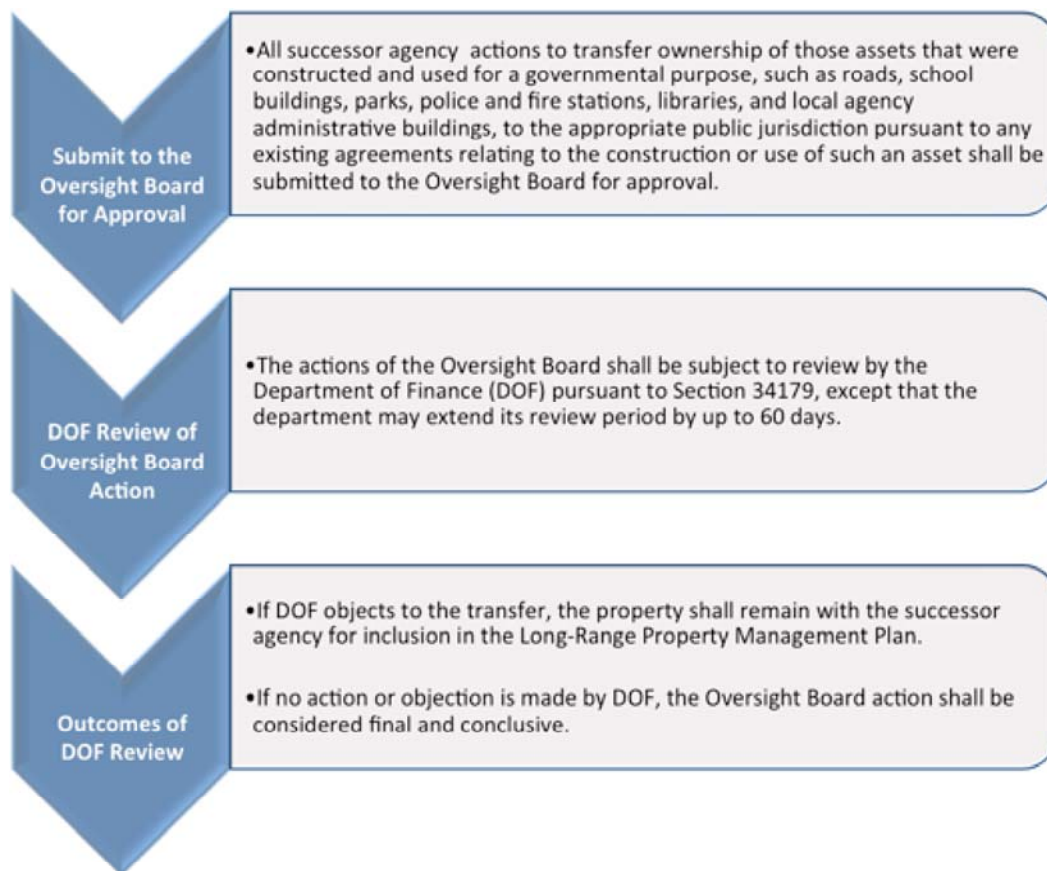 Submit to the
Oversight Board
for Approval
•All successor agency actions to transfer ownership of those assets that were
constructed and used for a governmental purpose, such as roads, school
buildings, parks, police and fire stations, libraries, and local agency
administrative buildings, to the appropriate public jurisdiction pursuant to any
existing agreements relating to the construction or use of such an asset shall be
submitted to the Oversight Board for approval.
DOF Review of
Oversight Board
Action
•The actions of the Oversight Board shall be subject to review by the
Department of Finance (DOF) pursuant to Section 34179, except that the
department may extend its review period by up to 60 days.
Outcomes of
DOF Review
•If DOF objects to the transfer, the property shall remain with the successor
agency for inclusion in the Long-Range Property Management Plan.
•If no action or objection is made by DOF, the Oversight Board action shall be
considered final and conclusive.